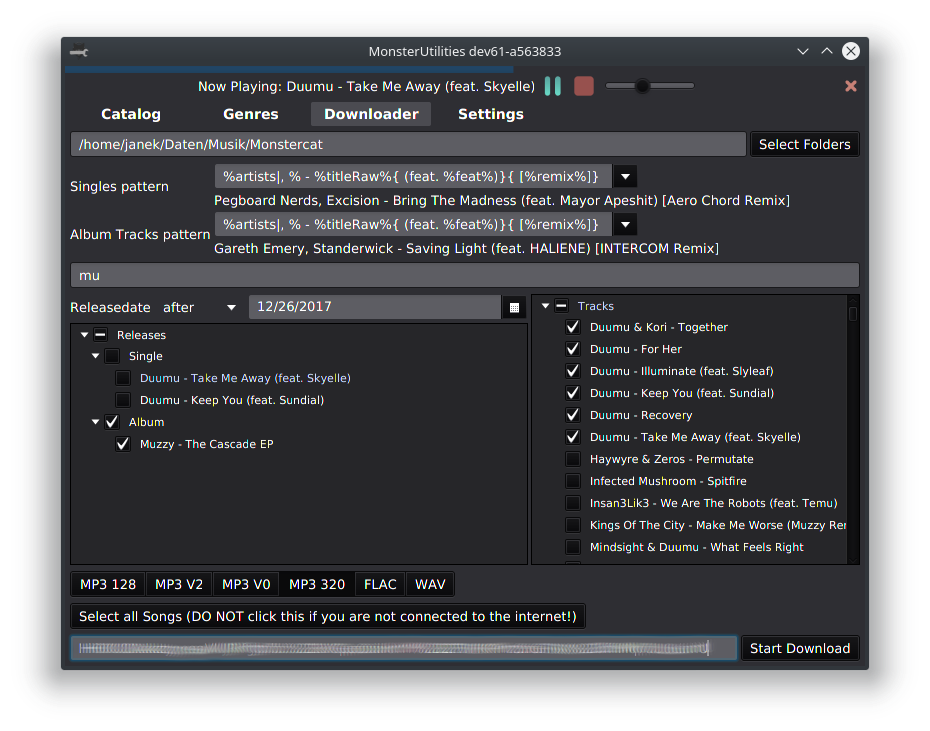 MonsterUtilities dev61-a563833
Now Playing: Duumu - Take Me Away (feat. Skyelle)
Catalog Genres Downloader Settings
/home/janek/Daten/Musik/Monstercat Select Folders
Singles pattern %artists|, % - %titleRaw%{ (feat. %feat%)}{ [%remix%]}
Pegboard Nerds, Excision - Bring The Madness (feat. Mayor Apeshit) [Aero Chord Remix]
Album Tracks pattern %artists|, % - %titleRaw%{ (feat. %feat%)}{ [%remix%]}
Gareth Emery, Standerwick - Saving Light (feat. HALIENE) [INTERCOM Remix]
mu
Releasedate after 12/26/2017
Releases
Single
Duumu - Take Me Away (feat. Skyelle)
Duumu - Keep You (feat. Sundial)
Album
Muzzy - The Cascade EP
Tracks
Duumu & Kori - Together
Duumu - For Her
Duumu - Illuminate (feat. Slyleaf)
Duumu - Keep You (feat. Sundial)
Duumu - Recovery
Duumu - Take Me Away (feat. Skyelle)
Haywyre & Zeros - Permutate
Infected Mushroom - Spitfire
Insan3Lik3 - We Are The Robots (feat. Temu)
Kings Of The City - Make Me Worse (Muzzy Rer
Mindsight & Duumu - What Feels Right
MP3 128 MP3 V2 MP3 V0 MP3 320 FLAC WAV
Select all Songs (DO NOT click this if you are not connected to the internet!)
Start Download